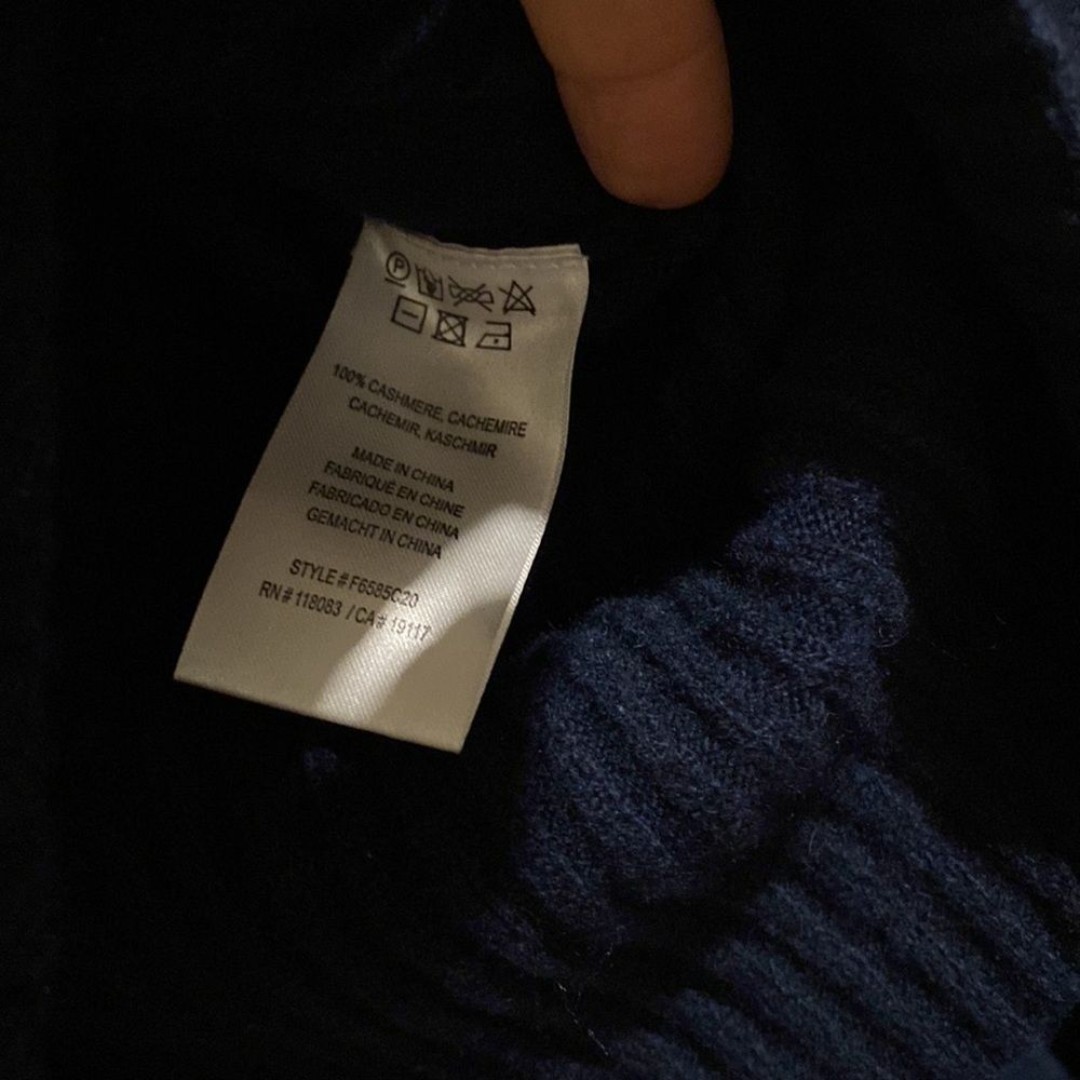 P
100% CASHMERE, CACHEMIRE
CACHEMIR, KASCHMIR
MADE IN CHINA
FABRIQUÉ EN CHINE
FABRICADO EN CHINA
GEMACHT IN CHINA
STYLE # F6585C20
RN # 118083 / CA# 19117